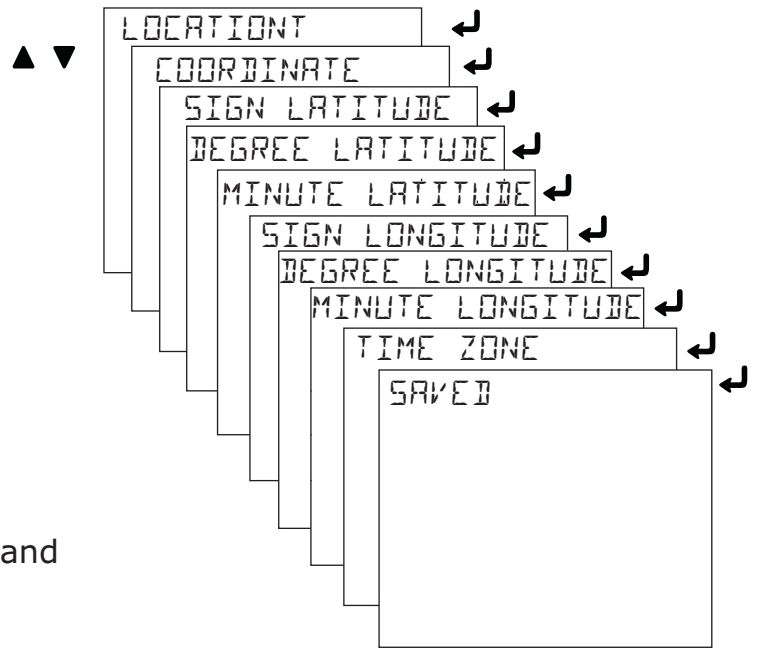 LOCATIONT
COORDINATE
SIGN LATITUDE
DEGREE LATITUDE
MINUTE LATITUDE
SIGN LONGITUDE
DEGREE LONGITUDE
MINUTE LONGITUDE
TIME ZONE
SAVED
and